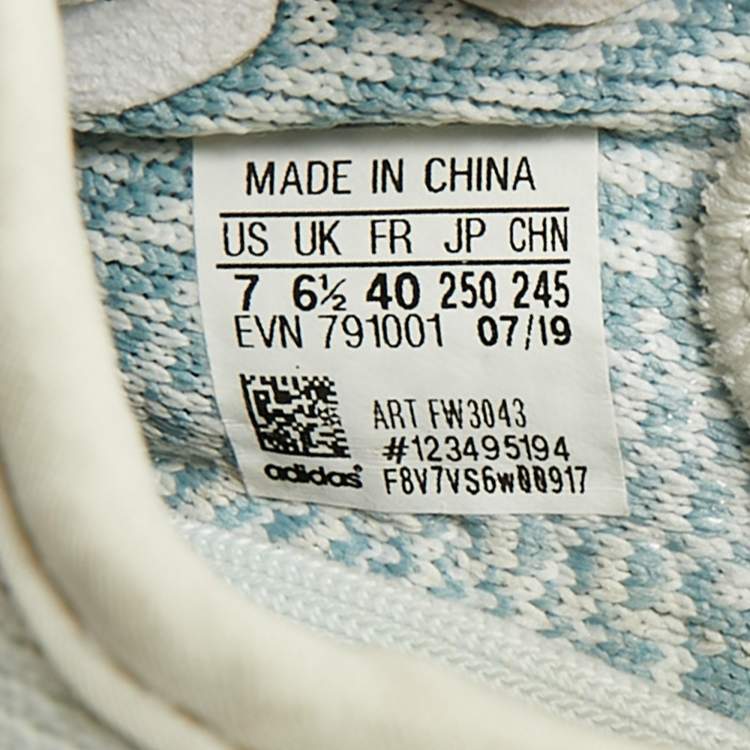 MADE IN CHINA
US UK FR JP CHN
7 6½ 40 250 245
EVN 791001 07/19
ART FW3043
#123495194
adidas® F8V7VS6w00917